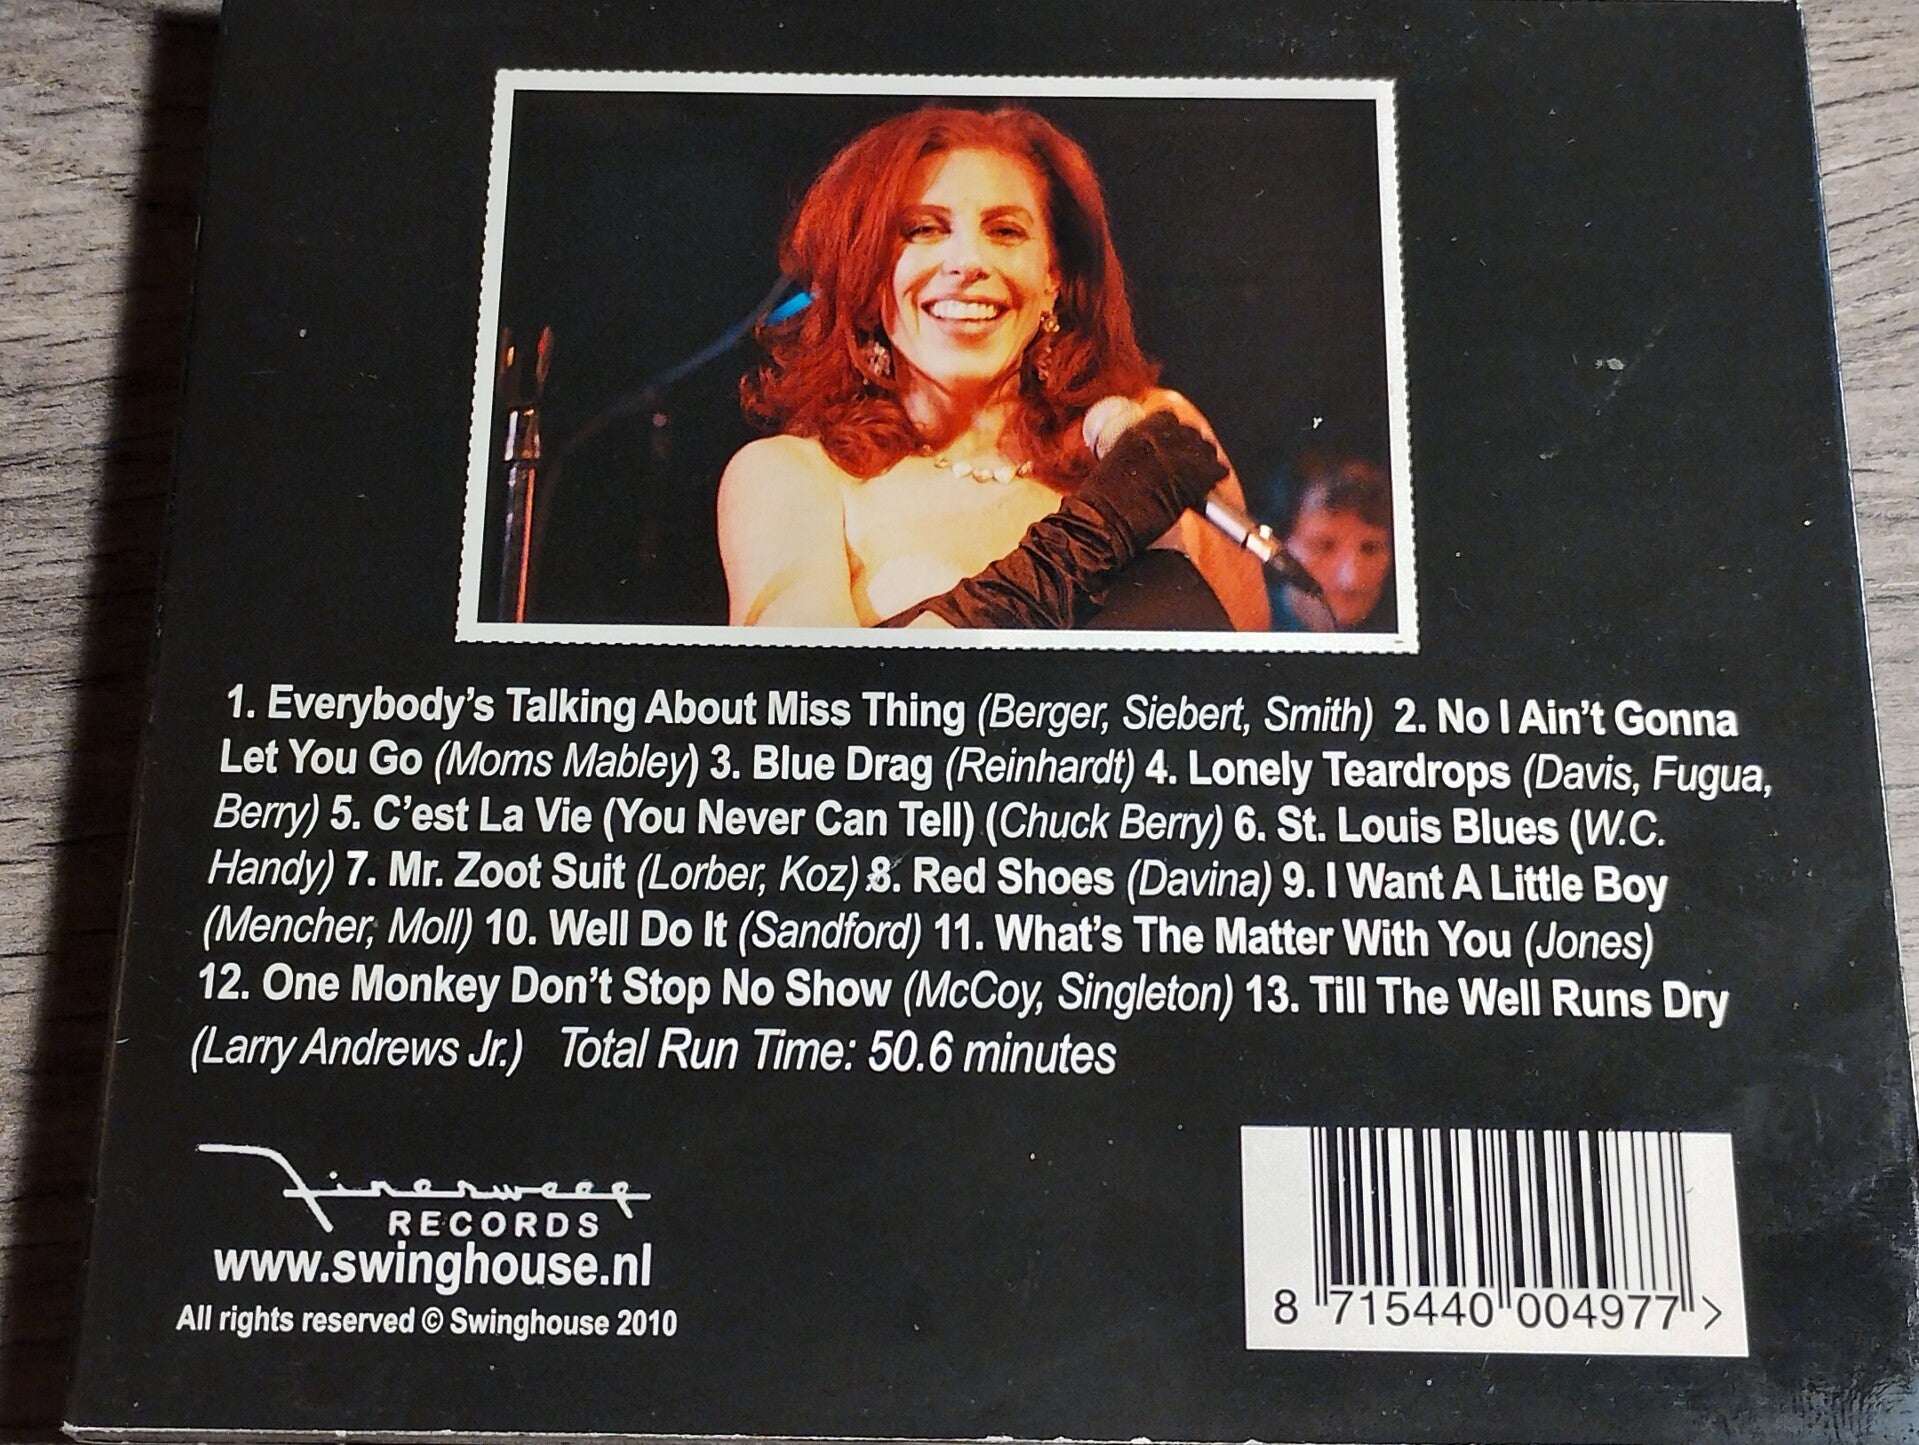 1. Everybody's Talking About Miss Thing (Berger, Siebert, Smith) 2. No I Ain't Gonna
Let You Go (Moms Mabley) 3. Blue Drag (Reinhardt) 4. Lonely Teardrops (Davis, Fugua,
Berry) 5. C'est La Vie (You Never Can Tell) (Chuck Berry) 6. St. Louis Blues (W.C.
Handy) 7. Mr. Zoot Suit (Lorber, Koz) 8. Red Shoes (Davina) 9. I Want A Little Boy
(Mencher, Moll) 10. Well Do It (Sandford) 11. What's The Matter With You (Jones)
12. One Monkey Don't Stop No Show (McCoy, Singleton) 13. Till The Well Runs Dry
(Larry Andrews Jr.) Total Run Time: 50.6 minutes
RECORDS
www.swinghouse.nl
All rights reserved © Swinghouse 2010
8 715440 004977 >